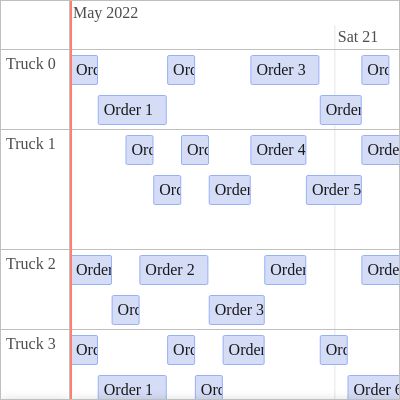 May 2022
Sat 21
Truck 0
Ord Ord Order 3 Ord
Order 1 Order
Truck 1
Ord Ord Order 4 Orde
Ord Order Order 5
Truck 2
Order Order 2 Order Orde
Ord Order 3
Truck 3
Ord Ord Order Ord
Order 1 Ord Order 6